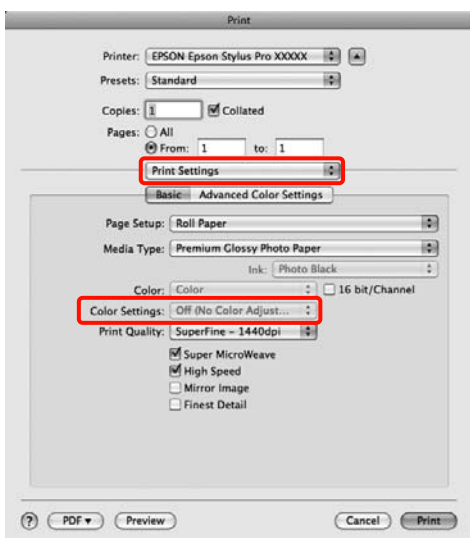 Print
Printer: EPSON Epson Stylus Pro XXXXX
Presets: Standard
Copies: 1 Collated
Pages: All
From: 1 to: 1
Print Settings
Basic Advanced Color Settings
Page Setup: Roll Paper
Media Type: Premium Glossy Photo Paper
Ink: Photo Black
Color: Color 16 bit/Channel
Color Settings: Off (No Color Adjust...
Print Quality: SuperFine – 1440dpi
Super MicroWeave
High Speed
Mirror Image
Finest Detail
? PDF Preview Cancel Print